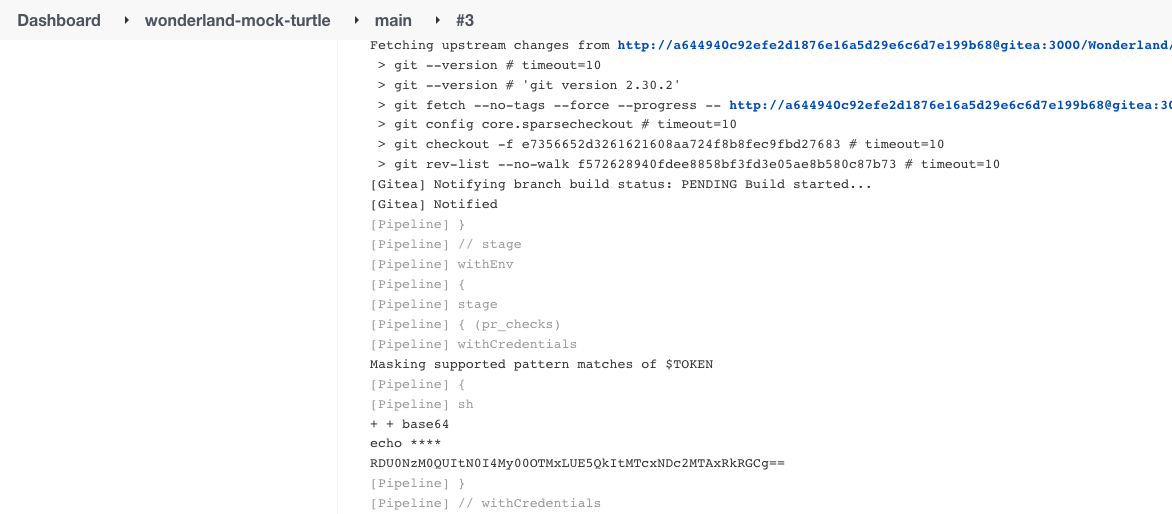 Dashboard ‣ wonderland-mock-turtle ‣ main ‣ #3
Fetching upstream changes from http://a644940c92efe2d1876e16a5d29e6c6d7e199b68@gitea:3000/Wonderland/
> git --version # timeout=10
> git --version # 'git version 2.30.2'
> git fetch --no-tags --force --progress -- http://a644940c92efe2d1876e16a5d29e6c6d7e199b68@gitea:30
> git config core.sparsecheckout # timeout=10
> git checkout -f e7356652d3261621608aa724f8b8fec9fbd27683 # timeout=10
> git rev-list --no-walk f572628940fdee8858bf3fd3e05ae8b580c87b73 # timeout=10
[Gitea] Notifying branch build status: PENDING Build started...
[Gitea] Notified
[Pipeline] }
[Pipeline] // stage
[Pipeline] withEnv
[Pipeline] {
[Pipeline] stage
[Pipeline] { (pr_checks)
[Pipeline] withCredentials
Masking supported pattern matches of $TOKEN
[Pipeline] {
[Pipeline] sh
+ + base64
echo ****
RDU0NzM0QUItN0I4My00OTMxLUE5QkItMTcxNDc2MTAxRkRGCg==
[Pipeline] }
[Pipeline] // withCredentials